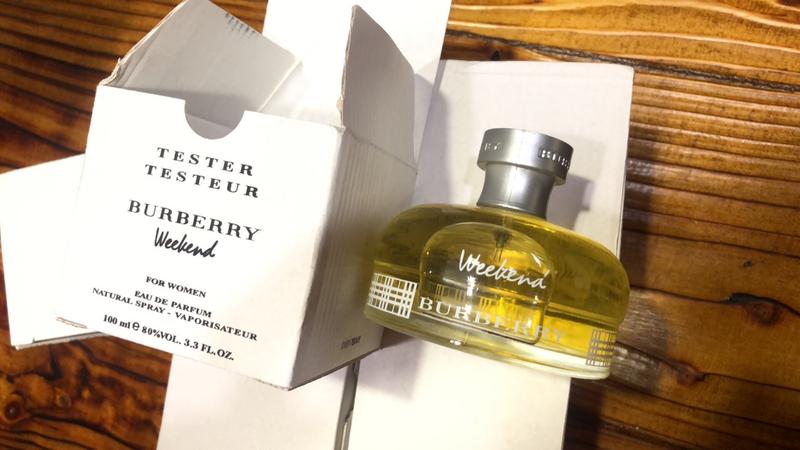 TESTER
TESTEUR
BURBERRY
Weekend
FOR WOMEN
EAU DE PARFUM
NATURAL SPRAY - VAPORISATEUR
100 ml ℮ 80%VOL. 3.3 FL.OZ.
Weekend
BURBERRY